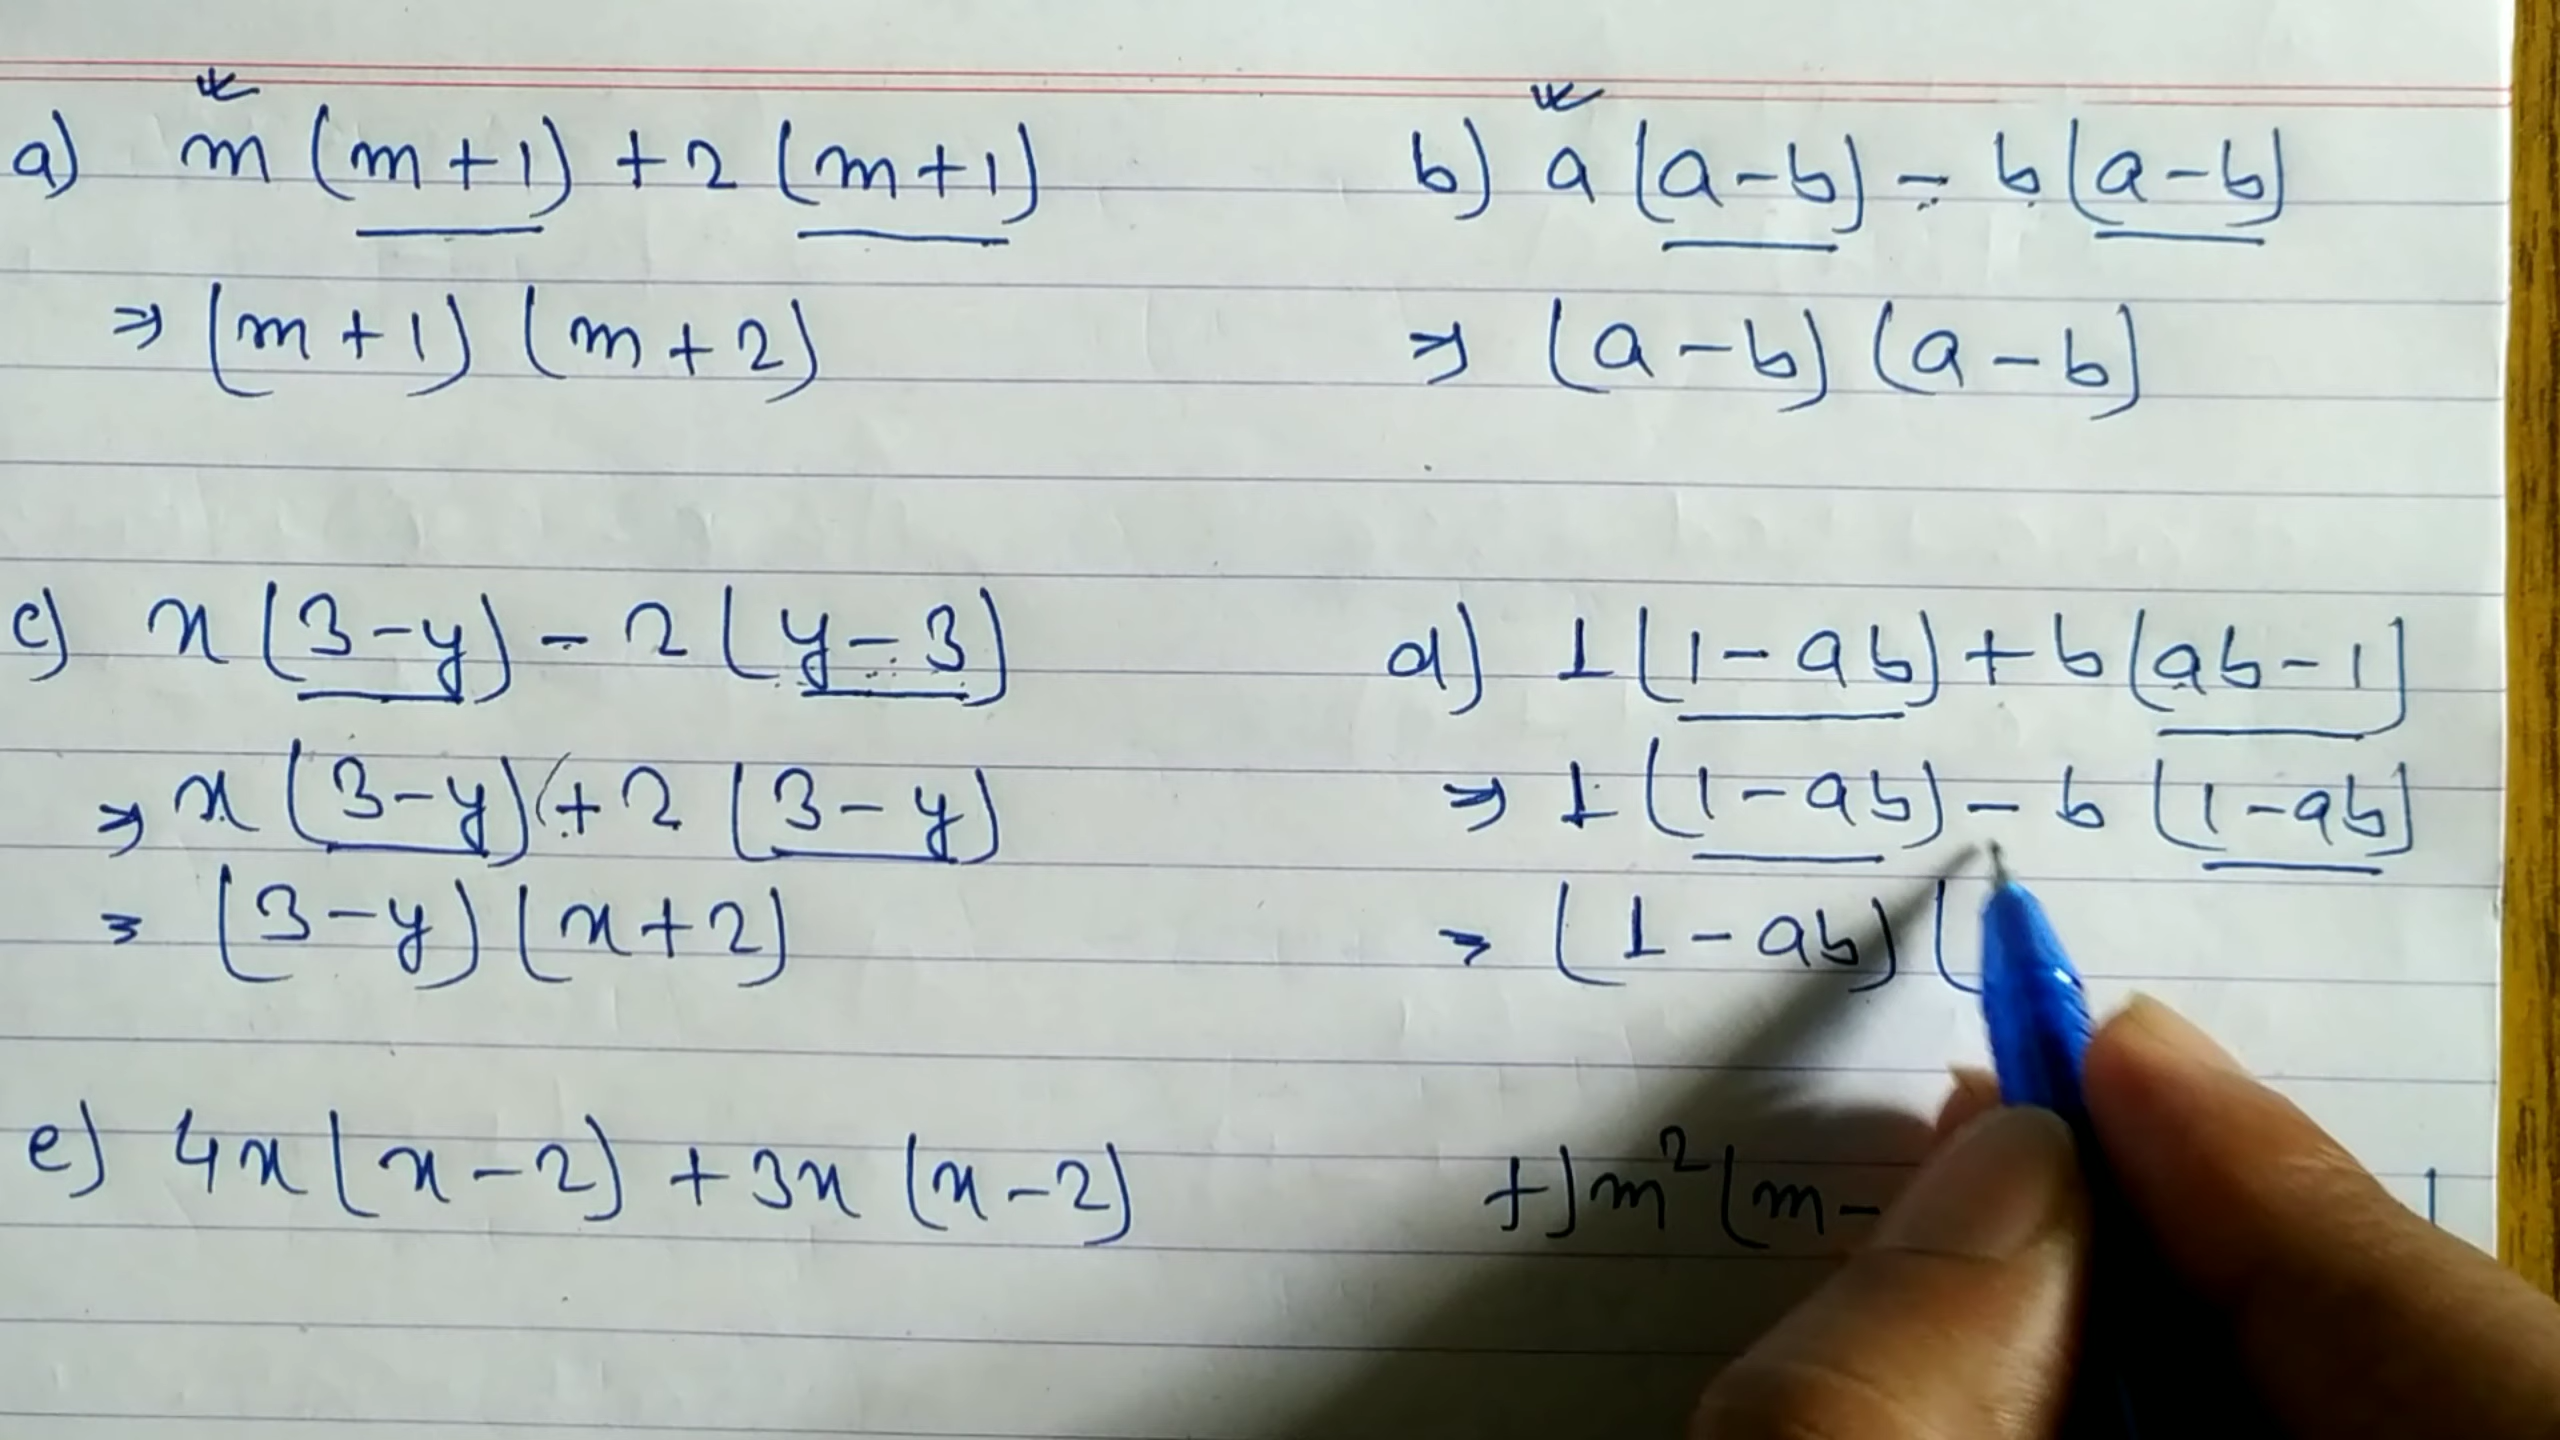 a) m(m+1)+2(m+1)
⇒ (m+1)(m+2)
b) a(a-b)-b(a-b)
⇒ (a-b)(a-b)
c) x(3-y)-2(y-3)
⇒ x(3-y)+2(3-y)
⇒ (3-y)(x+2)
d) 1(1-ab)+b(ab-1)
⇒ 1(1-ab)-b(1-ab)
⇒ (1-ab)(
e) 4x(x-2)+3x(x-2)
f) m²(m-